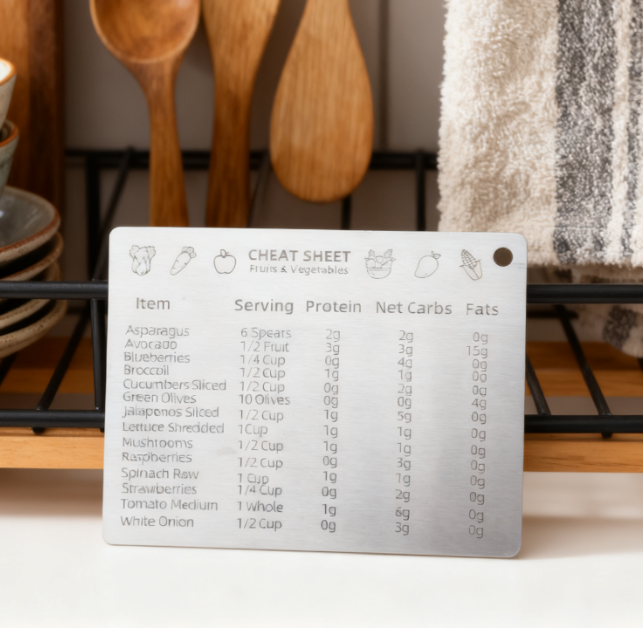 CHEAT SHEET
Fruits & Vegetables
Item Serving Protein Net Carbs Fats
Asparagus 6 Spears 2g 2g 0g
Avocado 1/2 Fruit 3g 3g 15g
Blueberries 1/4 Cup 0g 4g 0g
Broccoil 1/2 Cup 1g 1g 0g
Cucumbers Sliced 1/2 Cup 0g 2g 0g
Green Olives 10 Olives 0g 0g 4g
Jalaponos Sliced 1/2 Cup 1g 5g 0g
Lettuce Shredded 1 Cup 1g 1g 0g
Mushrooms 1/2 Cup 1g 1g 0g
Raspberries 1/2 Cup 0g 3g 0g
Spinach Raw 1 Cup 1g 1g 0g
Strawberries 1/4 Cup 0g 2g 0g
Tomato Medium 1 Whole 1g 6g 0g
White Onion 1/2 Cup 0g 3g 0g